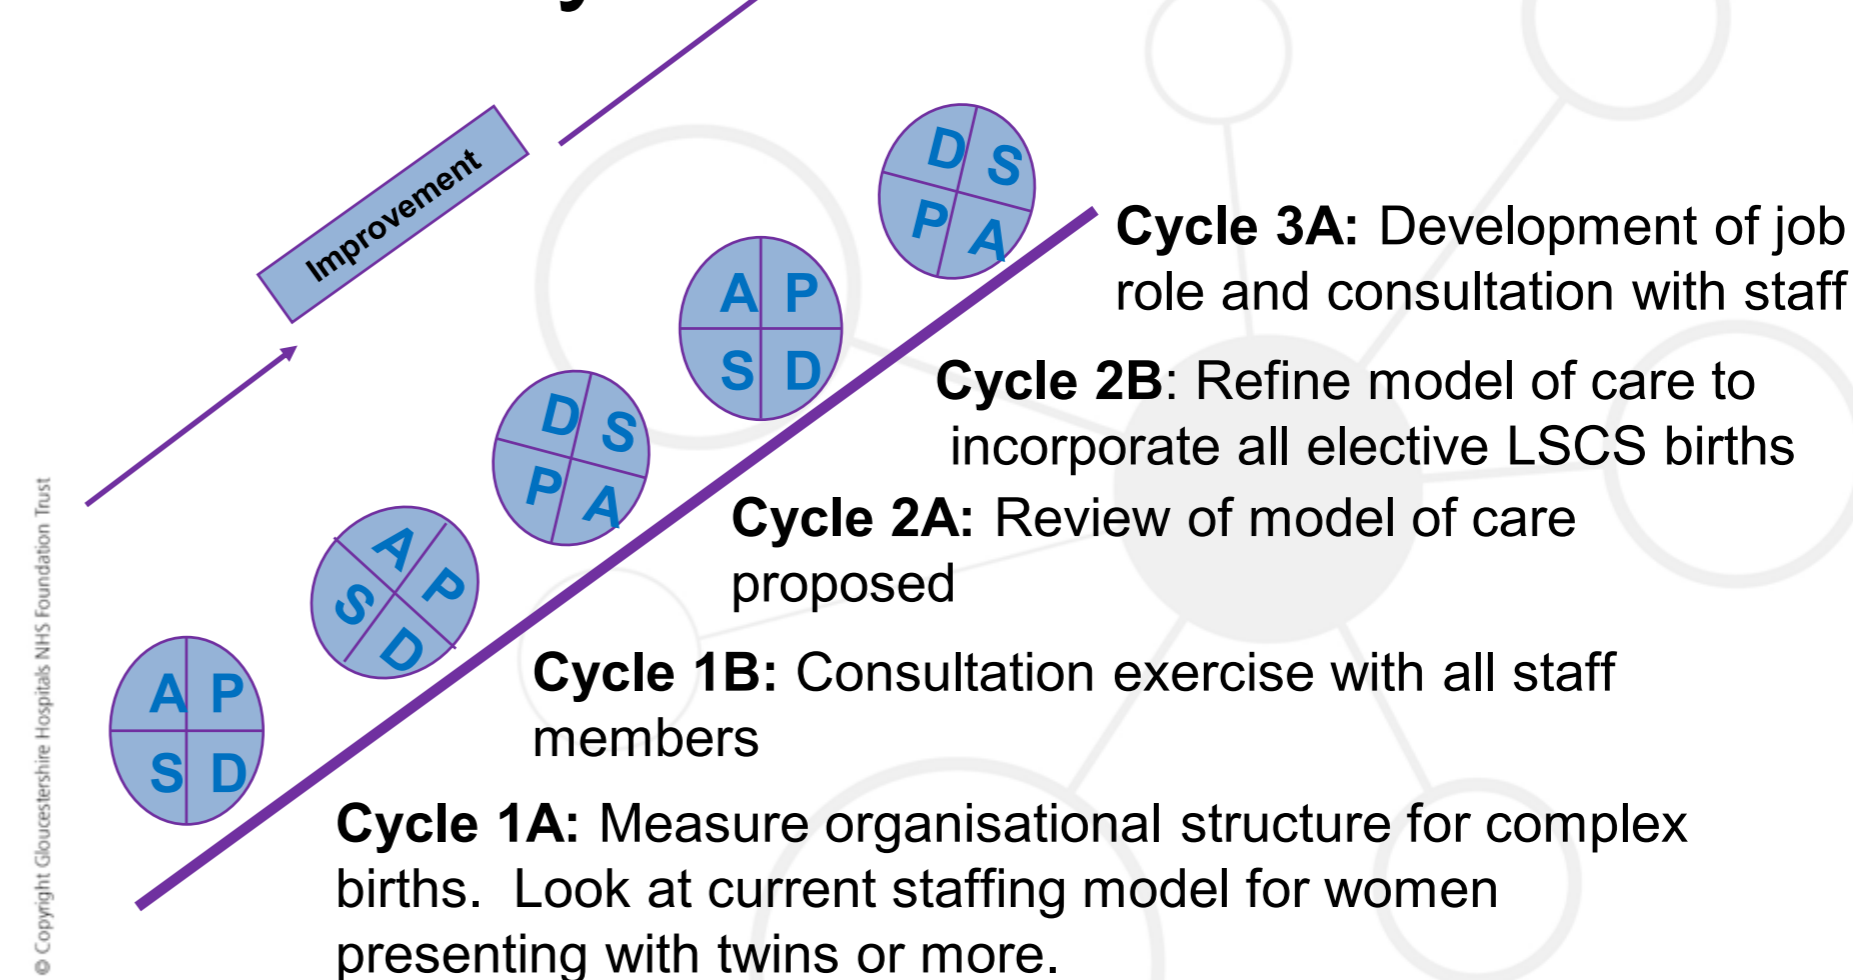 Improvement
D S
P A
Cycle 3A: Development of job
role and consultation with staff
A P
S D
Cycle 2B: Refine model of care to
incorporate all elective LSCS births
D S
P A
Cycle 2A: Review of model of care
proposed
A P
S D
Cycle 1B: Consultation exercise with all staff
members
A P
S D
Cycle 1A: Measure organisational structure for complex
births. Look at current staffing model for women
presenting with twins or more.
© Copyright Gloucestershire Hospitals NHS Foundation Trust